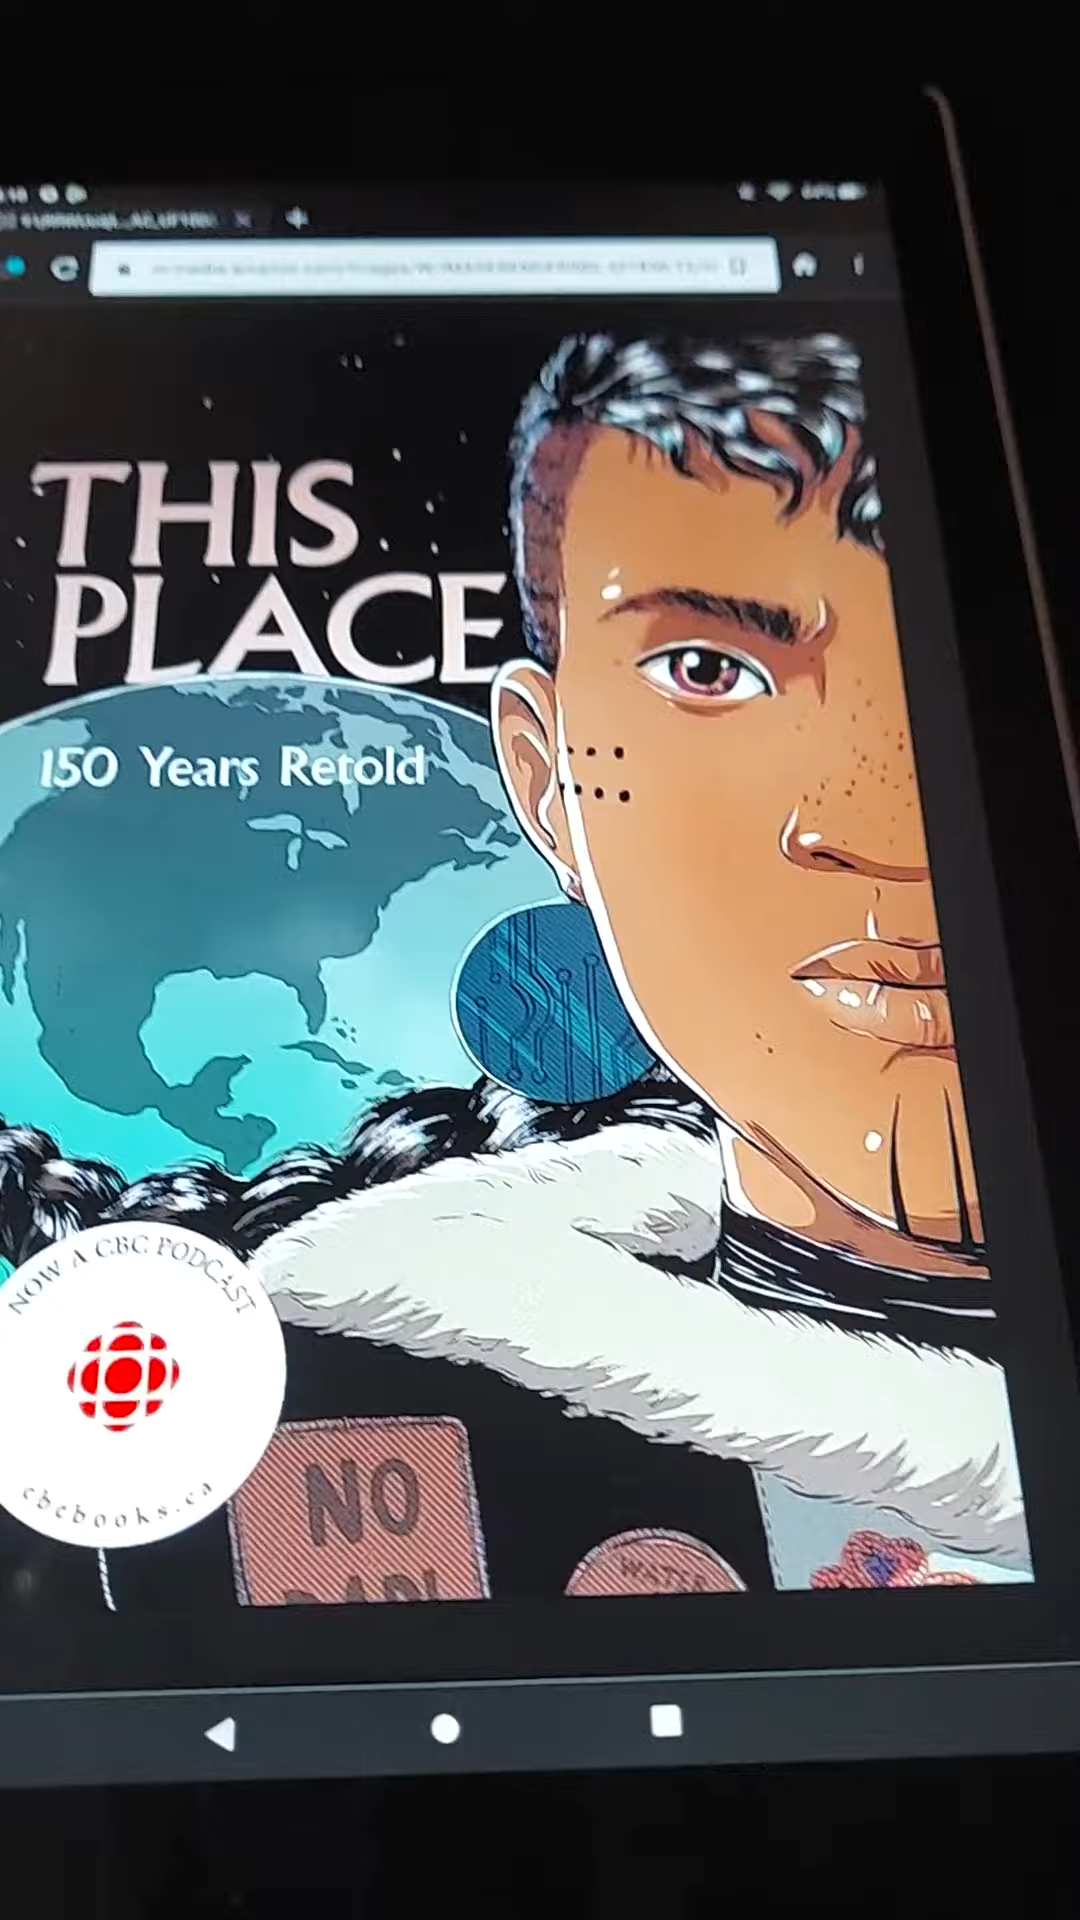 THIS
PLACE
150 Years Retold
NOW A CBC PODCAST
cbcbooks.ca
NO